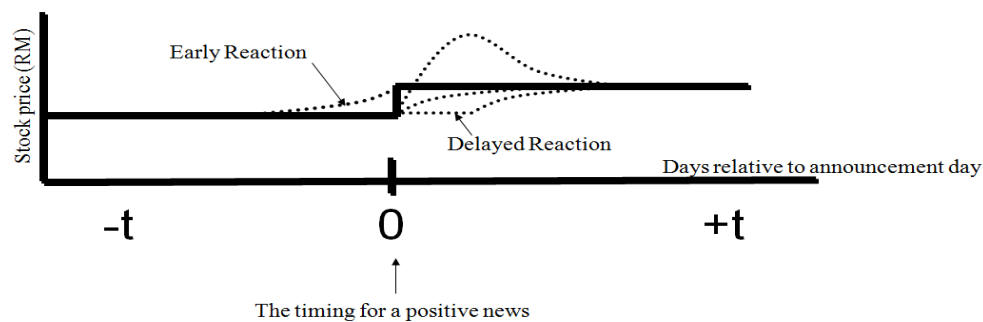 Stock price (RM)
Early Reaction
Delayed Reaction
Days relative to announcement day
-t
0
+t
The timing for a positive news